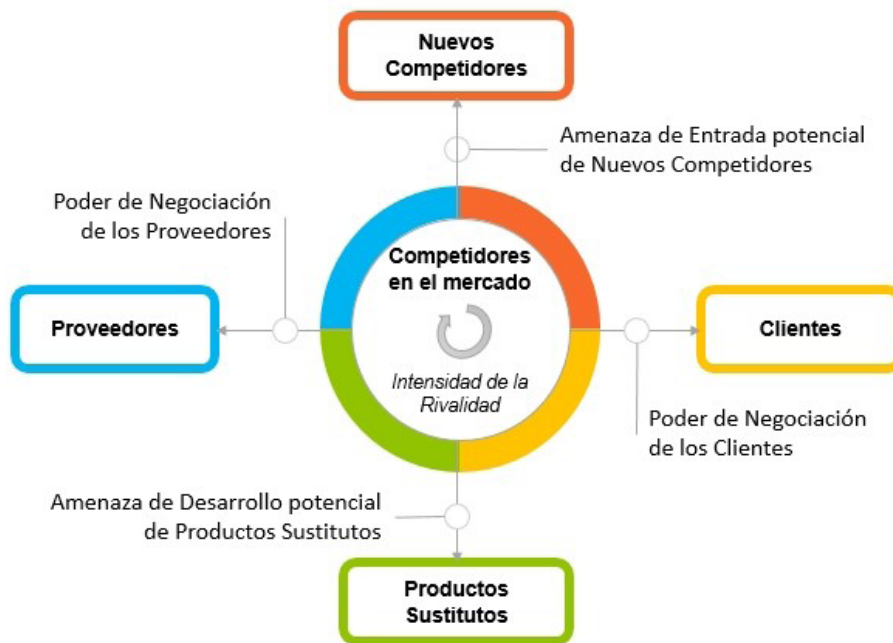 Nuevos
Competidores
Amenaza de Entrada potencial
de Nuevos Competidores
Poder de Negociación
de los Proveedores
Competidores
en el mercado
Proveedores
Clientes
Intensidad de la
Rivalidad
Poder de Negociación
de los Clientes
Amenaza de Desarrollo potencial
de Productos Sustitutos
Productos
Sustitutos